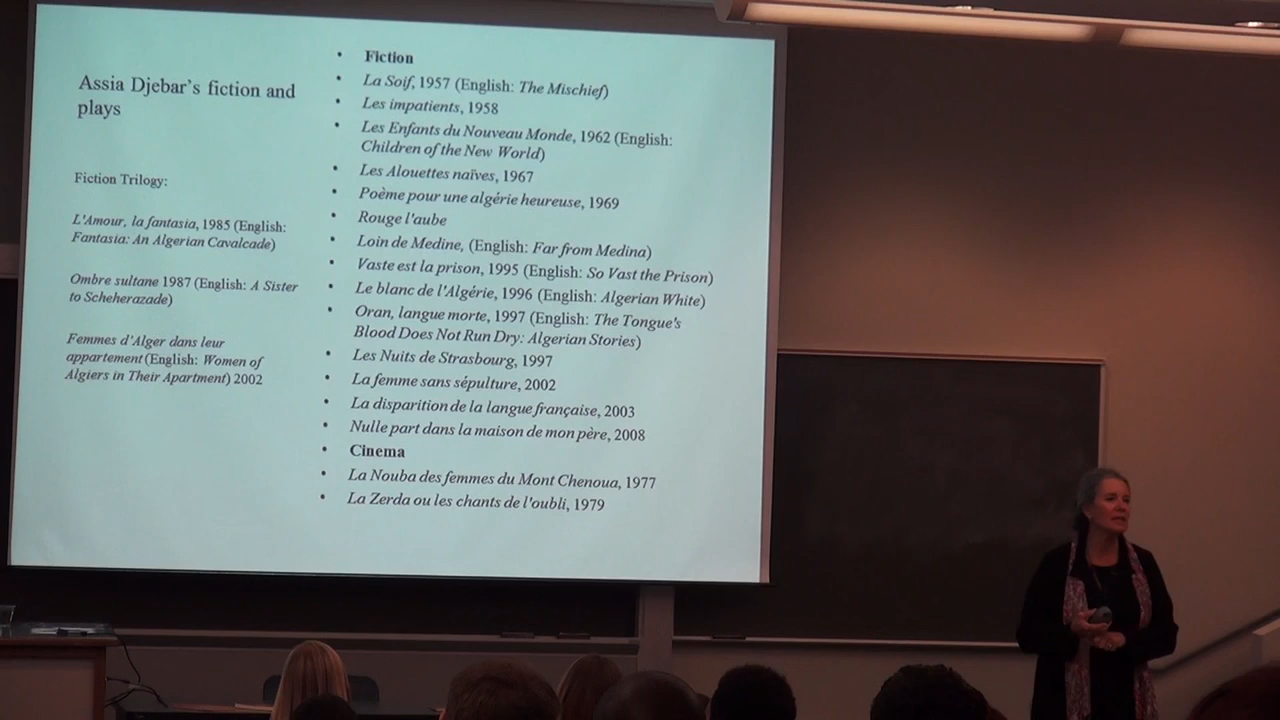 Assia Djebar's fiction and
plays
Fiction Trilogy:
L'Amour, la fantasia, 1985 (English:
Fantasia: An Algerian Cavalcade)
Ombre sultane 1987 (English: A Sister
to Scheherazade)
Femmes d'Alger dans leur
appartement (English: Women of
Algiers in Their Apartment) 2002
• Fiction
• La Soif, 1957 (English: The Mischief)
• Les impatients, 1958
• Les Enfants du Nouveau Monde, 1962 (English:
Children of the New World)
• Les Alouettes naïves, 1967
• Poème pour une algérie heureuse, 1969
• Rouge l'aube
• Loin de Medine, (English: Far from Medina)
• Vaste est la prison, 1995 (English: So Vast the Prison)
• Le blanc de l'Algérie, 1996 (English: Algerian White)
• Oran, langue morte, 1997 (English: The Tongue's
Blood Does Not Run Dry: Algerian Stories)
• Les Nuits de Strasbourg, 1997
• La femme sans sépulture, 2002
• La disparition de la langue française, 2003
• Nulle part dans la maison de mon père, 2008
• Cinema
• La Nouba des femmes du Mont Chenoua, 1977
• La Zerda ou les chants de l'oubli, 1979